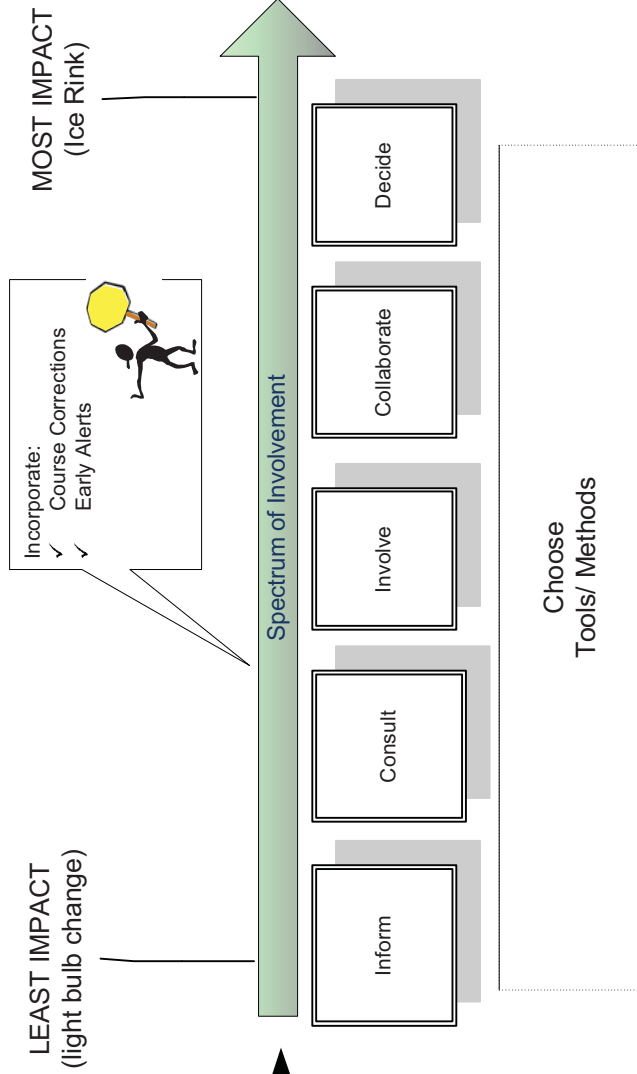 LEAST IMPACT
(light bulb change)
MOST IMPACT
(Ice Rink)
Incorporate:
✓ Course Corrections
✓ Early Alerts
Spectrum of Involvement
Inform
Consult
Involve
Collaborate
Decide
Choose
Tools/ Methods